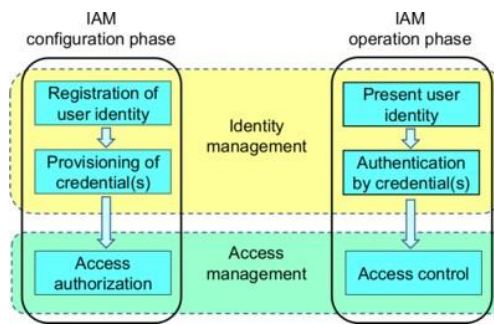 IAM
configuration phase
IAM
operation phase
Registration of
user identity
Present user
identity
Identity
management
Provisioning of
credential(s)
Authentication
by credential(s)
Access
authorization
Access
management
Access control